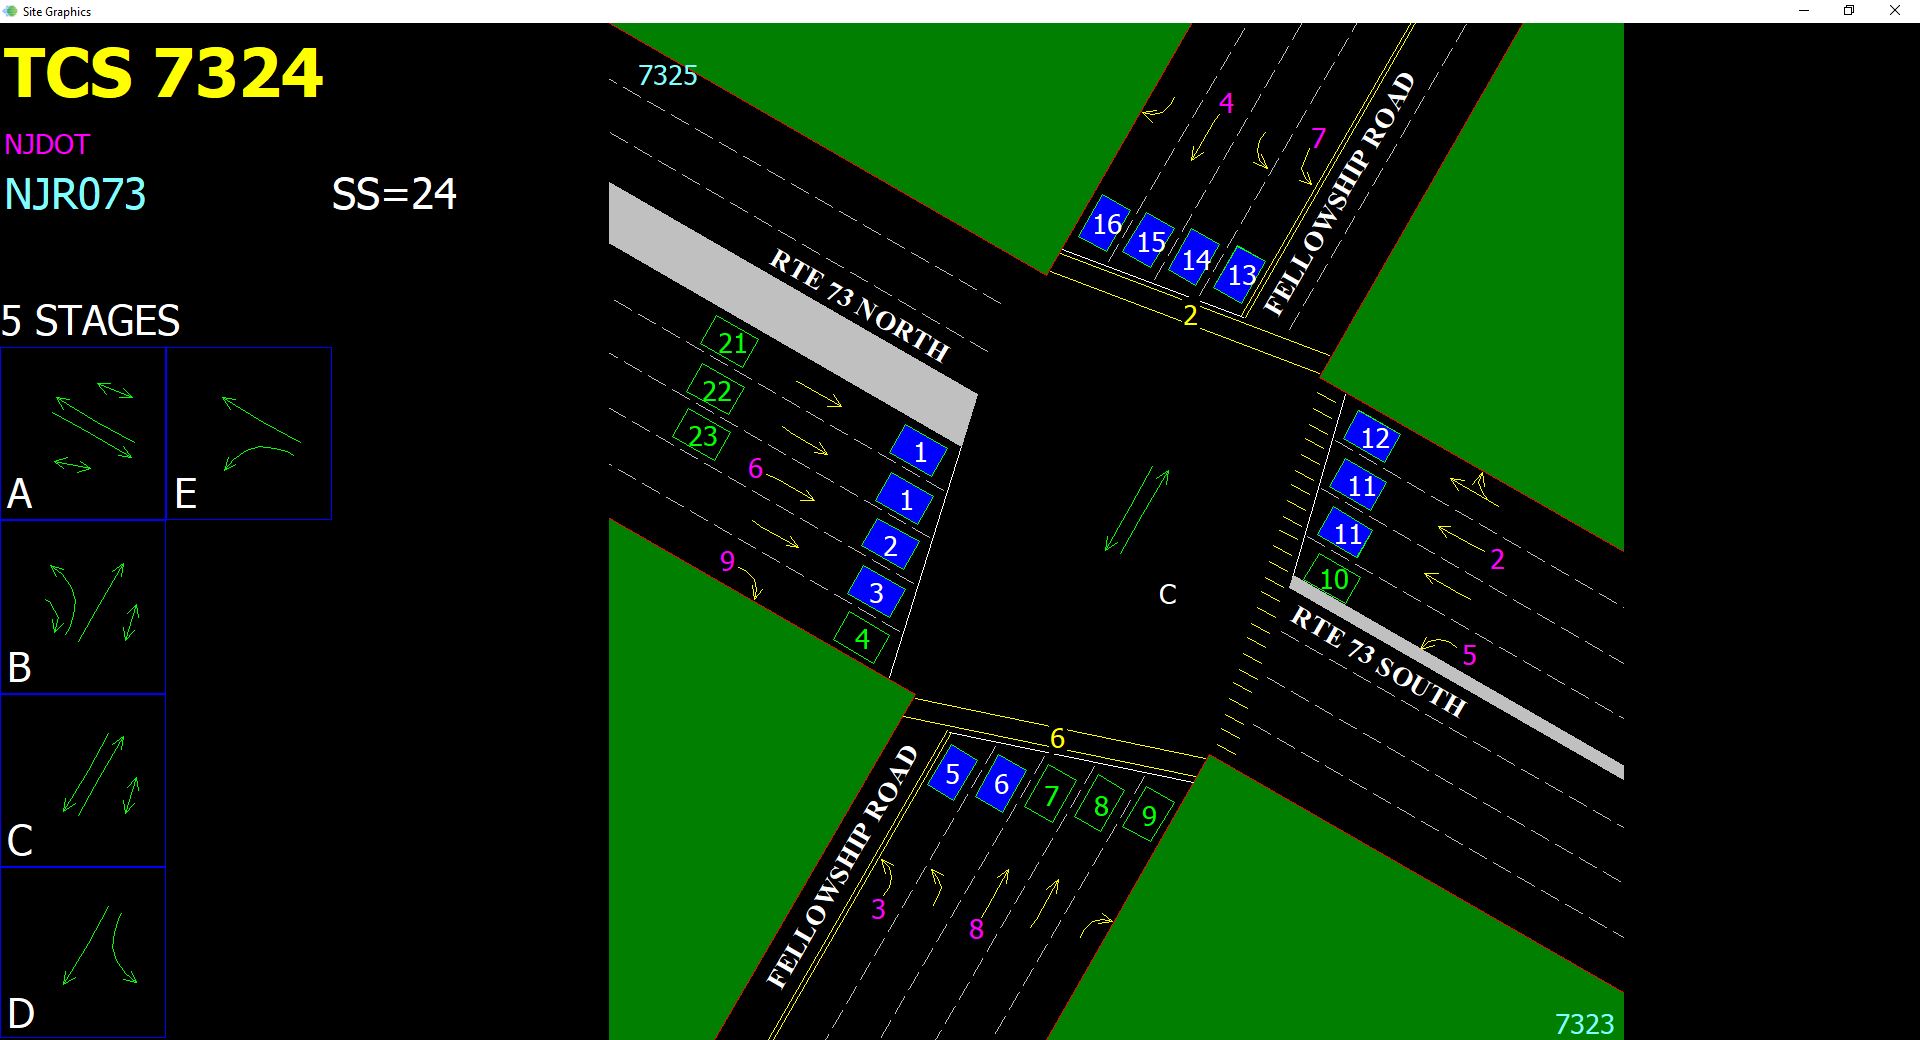 Site Graphics
TCS 7324
NJDOT
NJR073 SS=24
5 STAGES
A
E
B
C
D
7325
4
7
FELLOWSHIP ROAD
16
15
14
13
2
RTE 73 NORTH
21
22
23
6
9
1
1
2
3
4
C
12
11
11
10
2
5
RTE 73 SOUTH
6
FELLOWSHIP ROAD
5
6
7
8
9
3
8
7323